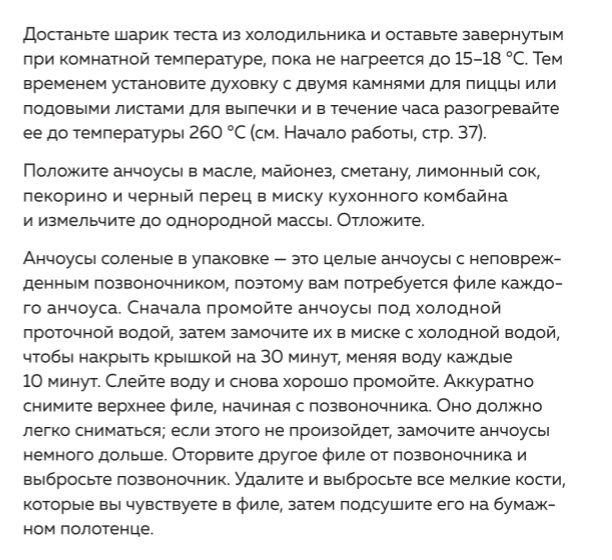 Достаньте шарик теста из холодильника и оставьте завернутым
при комнатной температуре, пока не нагреется до 15–18 °C. Тем
временем установите духовку с двумя камнями для пиццы или
подовыми листами для выпечки и в течение часа разогревайте
ее до температуры 260 °C (см. Начало работы, стр. 37).
Положите анчоусы в масле, майонез, сметану, лимонный сок,
пекорино и черный перец в миску кухонного комбайна
и измельчите до однородной массы. Отложите.
Анчоусы соленые в упаковке — это целые анчоусы с неповреж-
денным позвоночником, поэтому вам потребуется филе каждо-
го анчоуса. Сначала промойте анчоусы под холодной
проточной водой, затем замочите их в миске с холодной водой,
чтобы накрыть крышкой на 30 минут, меняя воду каждые
10 минут. Слейте воду и снова хорошо промойте. Аккуратно
снимите верхнее филе, начиная с позвоночника. Оно должно
легко сниматься; если этого не произойдет, замочите анчоусы
немного дольше. Оторвите другое филе от позвоночника и
выбросьте позвоночник. Удалите и выбросьте все мелкие кости,
которые вы чувствуете в филе, затем подсушите его на бумаж-
ном полотенце.